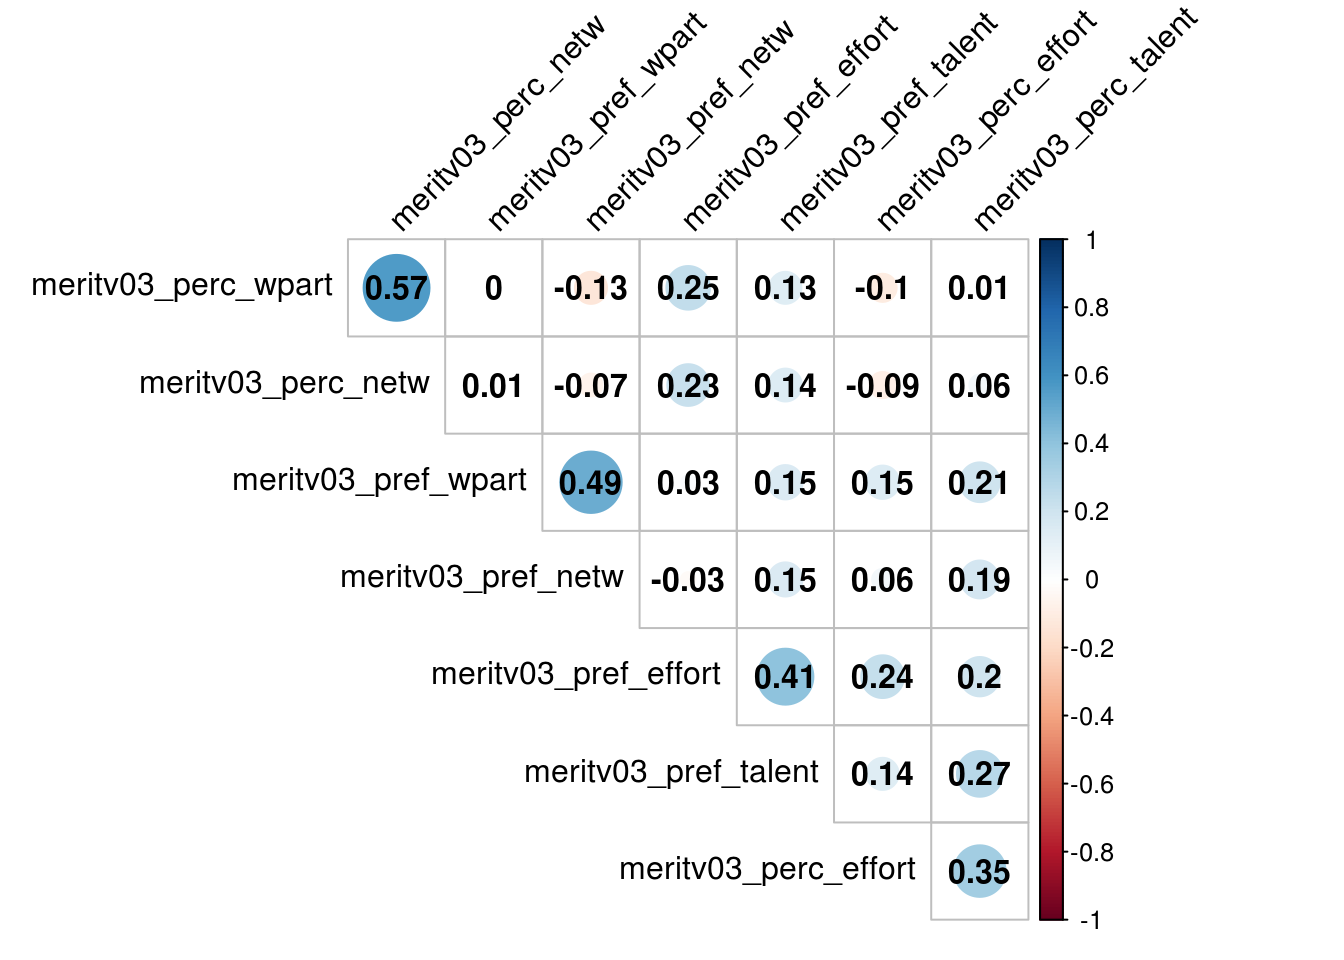 meritv03_perc_netw
meritv03_pref_wpart
meritv03_pref_netw
meritv03_pref_effort
meritv03_pref_talent
meritv03_perc_effort
meritv03_perc_talent
meritv03_perc_wpart 0.57 0 -0.13 0.25 0.13 -0.1 0.01
meritv03_perc_netw 0.01 -0.07 0.23 0.14 -0.09 0.06
meritv03_pref_wpart 0.49 0.03 0.15 0.15 0.21
meritv03_pref_netw -0.03 0.15 0.06 0.19
meritv03_pref_effort 0.41 0.24 0.2
meritv03_pref_talent 0.14 0.27
meritv03_perc_effort 0.35
1
0.8
0.6
0.4
0.2
0
-0.2
-0.4
-0.6
-0.8
-1